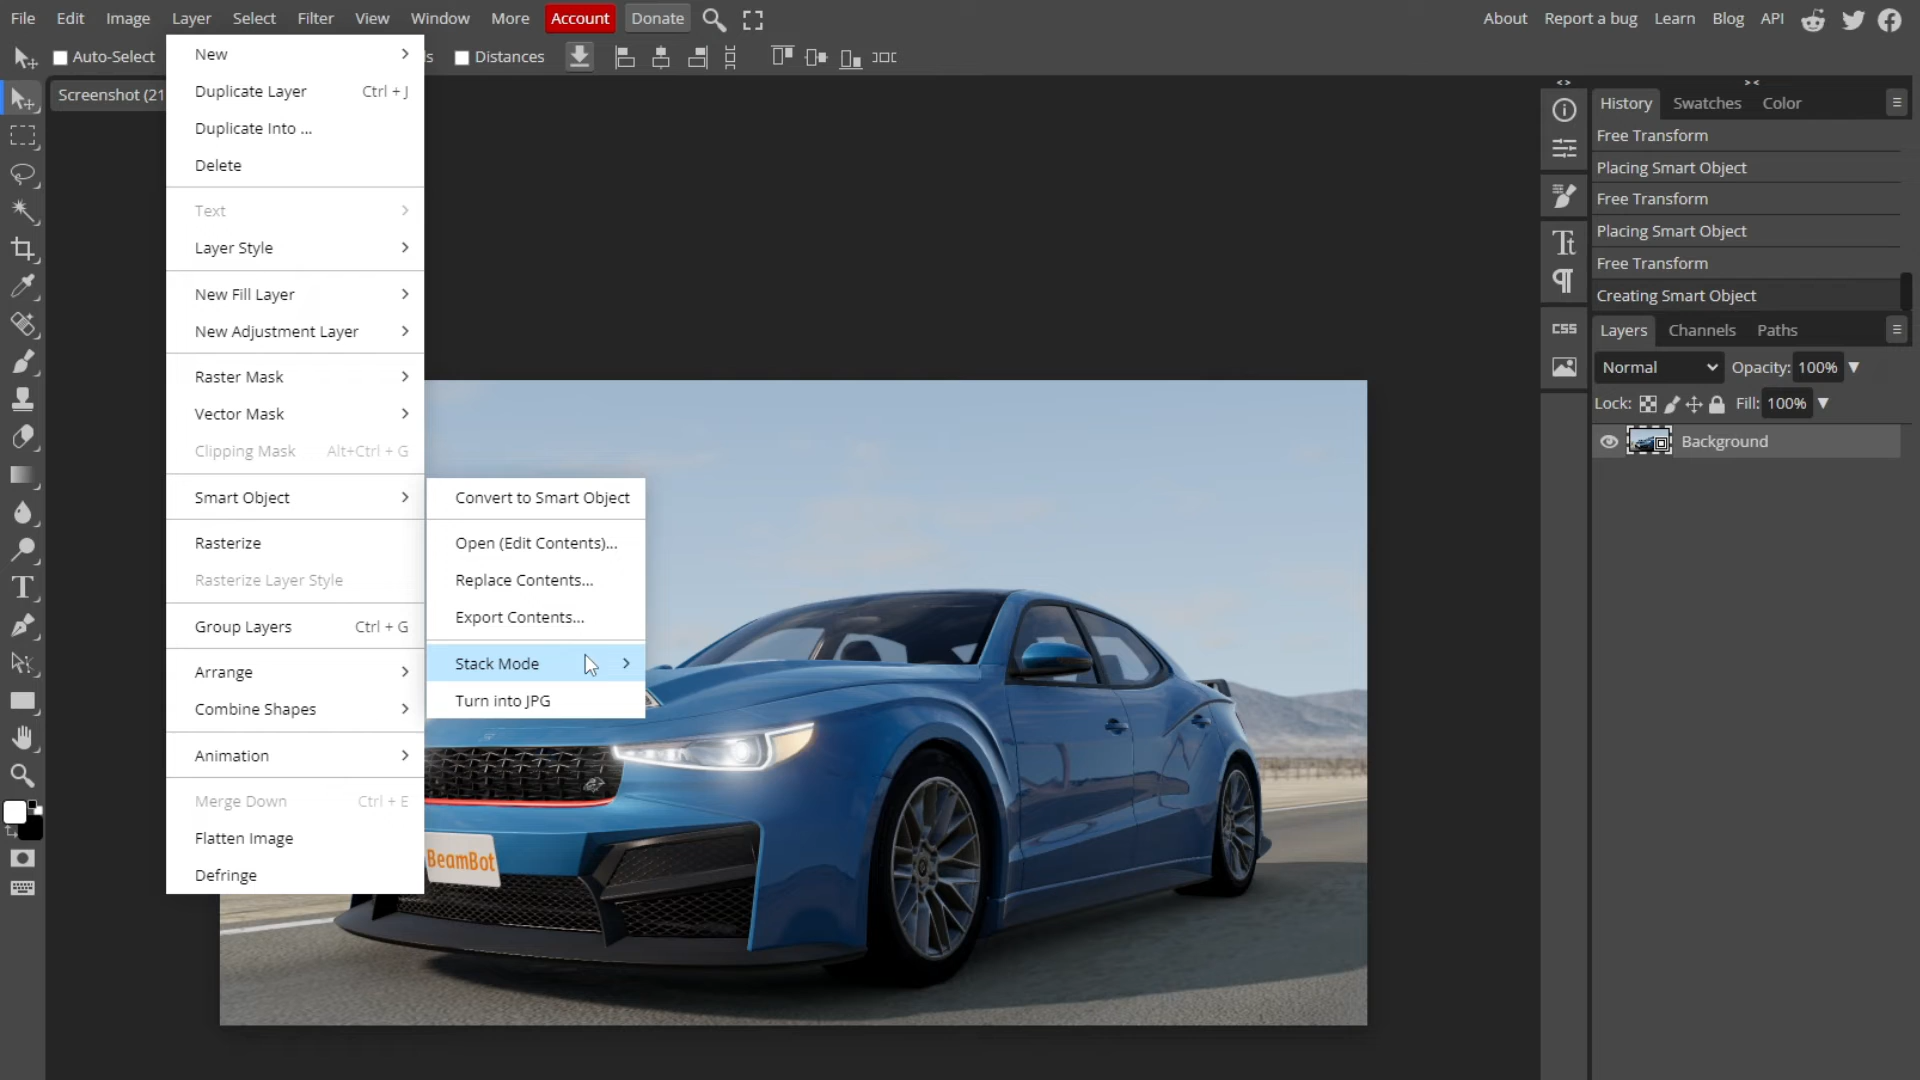 File Edit Image Layer Select Filter View Window More Account Donate About Report a bug Learn Blog API
Auto-Select Distances
Screenshot (21
New
Duplicate Layer Ctrl + J
Duplicate Into ...
Delete
Text
Layer Style
New Fill Layer
New Adjustment Layer
Raster Mask
Vector Mask
Clipping Mask Alt+Ctrl + G
Smart Object
Rasterize
Rasterize Layer Style
Group Layers Ctrl + G
Arrange
Combine Shapes
Animation
Merge Down Ctrl + E
Flatten Image
Defringe
Convert to Smart Object
Open (Edit Contents)...
Replace Contents...
Export Contents...
Stack Mode
Turn into JPG
BeamBot
CSS
History Swatches Color
Free Transform
Placing Smart Object
Free Transform
Placing Smart Object
Free Transform
Creating Smart Object
Layers Channels Paths
Normal Opacity: 100%
Lock: Fill: 100%
Background